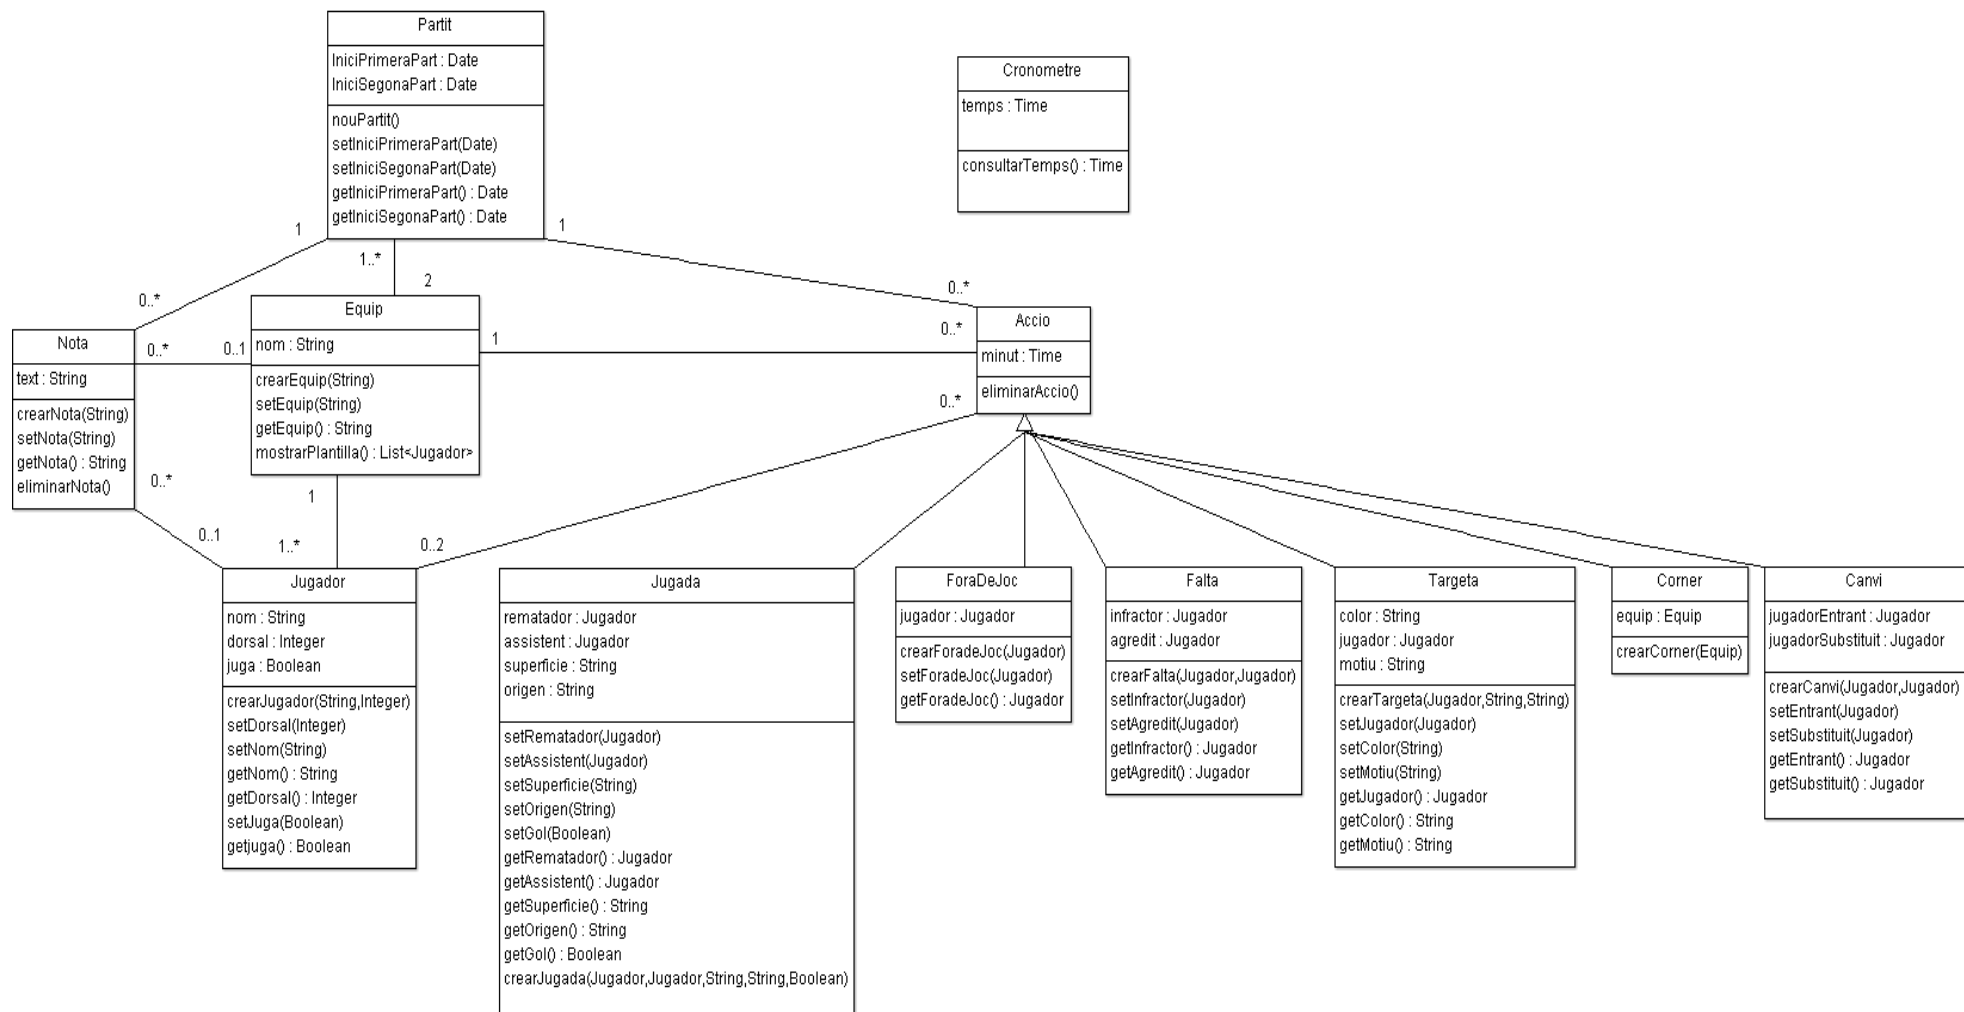 Partit
IniciPrimeraPart : Date
IniciSegonaPart : Date
nouPartit()
setIniciPrimeraPart(Date)
setIniciSegonaPart(Date)
getIniciPrimeraPart() : Date
getIniciSegonaPart() : Date
Cronometre
temps : Time
consultarTemps() : Time
1
1..*
2
1
0..*
0..*
Nota
text : String
crearNota(String)
setNota(String)
getNota() : String
eliminarNota()
0..*
0..1
Equip
nom : String
crearEquip(String)
setEquip(String)
getEquip() : String
mostrarPlantilla() : List<Jugador>
1
0..*
Accio
minut : Time
eliminarAccio()
0..*
0..*
0..1
1
1..*
0..2
Jugador
nom : String
dorsal : Integer
juga : Boolean
crearJugador(String,Integer)
setDorsal(Integer)
setNom(String)
getNom() : String
getDorsal() : Integer
setJuga(Boolean)
getjuga() : Boolean
Jugada
rematador : Jugador
assistent : Jugador
superficie : String
origen : String
setRematador(Jugador)
setAssistent(Jugador)
setSuperficie(String)
setOrigen(String)
setGol(Boolean)
getRematador() : Jugador
getAssistent() : Jugador
getSuperficie() : String
getOrigen() : String
getGol() : Boolean
crearJugada(Jugador,Jugador,String,String,Boolean)
ForaDeJoc
jugador : Jugador
crearForadeJoc(Jugador)
setForadeJoc(Jugador)
getForadeJoc() : Jugador
Falta
infractor : Jugador
agredit : Jugador
crearFalta(Jugador,Jugador)
setInfractor(Jugador)
setAgredit(Jugador)
getInfractor() : Jugador
getAgredit() : Jugador
Targeta
color : String
jugador : Jugador
motiu : String
crearTargeta(Jugador,String,String)
setJugador(Jugador)
setColor(String)
setMotiu(String)
getJugador() : Jugador
getColor() : String
getMotiu() : String
Corner
equip : Equip
crearCorner(Equip)
Canvi
jugadorEntrant : Jugador
jugadorSubstituit : Jugador
crearCanvi(Jugador,Jugador)
setEntrant(Jugador)
setSubstituit(Jugador)
getEntrant() : Jugador
getSubstituit() : Jugador